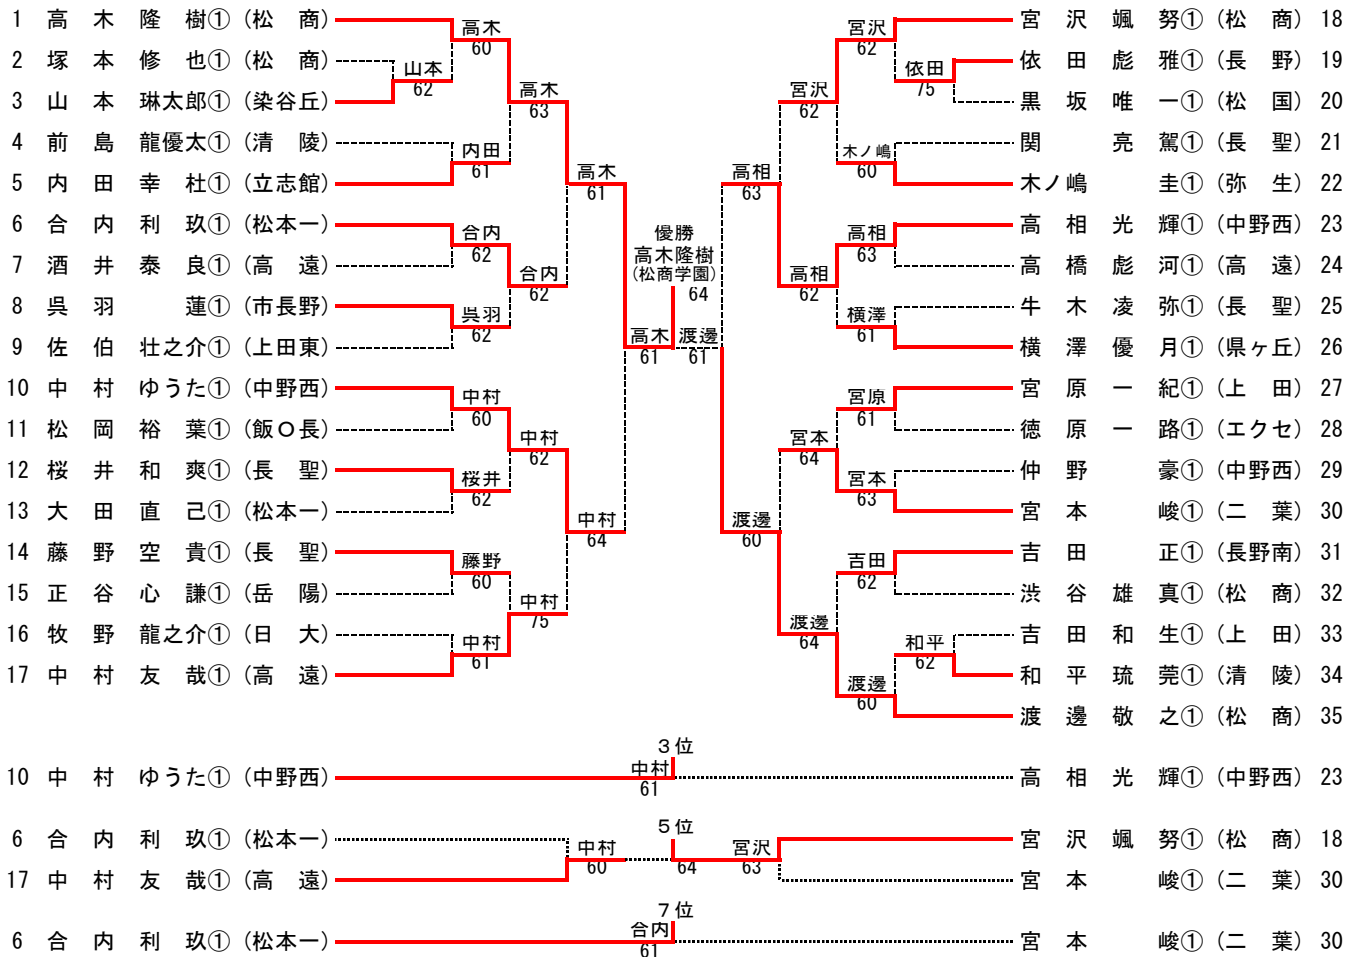 1 高木隆樹① (松商) 高木 宮沢 宮沢颯努① (松商) 18
60 62
2 塚本修也① (松商) 山本 依田 依田彪雅① (長野) 19
62 高木 宮沢 75
3 山本琳太郎① (染谷丘) 63 62 黒坂唯一① (松国) 20
4 前島龍優太① (清陵) 内田 木ノ嶋 関亮駕① (長聖) 21
61 高木 高相 60
5 内田幸杜① (立志館) 61 63 木ノ嶋圭① (弥生) 22
6 合内利玖① (松本一) 合内 優勝 高相 高相光輝① (中野西) 23
62 高木隆樹 63
7 酒井泰良① (高遠) 合内 (松商学園) 高相 高橋彪河① (高遠) 24
62 64 62
8 呉羽蓮① (市長野) 呉羽 横澤 牛木凌弥① (長聖) 25
62 高木 渡邊 61
9 佐伯壮之介① (上田東) 61 61 横澤優月① (県ヶ丘) 26
10 中村ゆうた① (中野西) 中村 宮原 宮原一紀① (上田) 27
60 61
11 松岡裕葉① (飯O長) 中村 宮本 徳原一路① (エクセ) 28
62 64
12 桜井和爽① (長聖) 桜井 宮本 仲野豪① (中野西) 29
62 63
13 大田直己① (松本一) 中村 渡邊 宮本峻① (二葉) 30
64 60
14 藤野空貴① (長聖) 藤野 吉田 吉田正① (長野南) 31
60 62
15 正谷心謙① (岳陽) 中村 渡邊 渋谷雄真① (松商) 32
75 64
16 牧野龍之介① (日大) 中村 和平 吉田和生① (上田) 33
61 62
17 中村友哉① (高遠) 渡邊 和平琉莞① (清陵) 34
60
渡邊敬之① (松商) 35
3位
10 中村ゆうた① (中野西) 中村 高相光輝① (中野西) 23
61
5位
6 合内利玖① (松本一) 中村 宮沢 宮沢颯努① (松商) 18
60 64 63
17 中村友哉① (高遠) 宮本峻① (二葉) 30
7位
6 合内利玖① (松本一) 合内 宮本峻① (二葉) 30
61